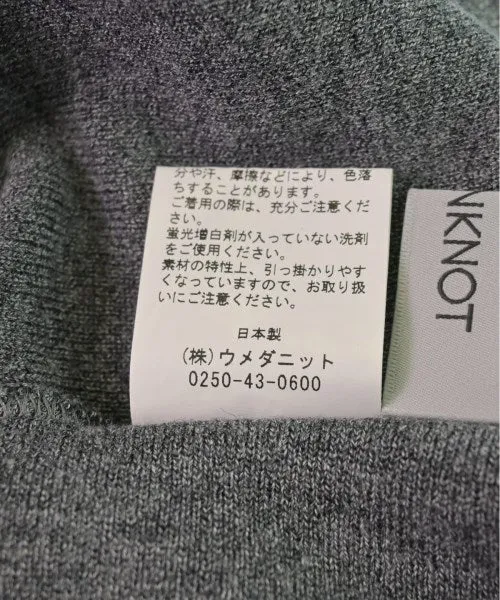 分や汗、摩擦などにより、色落
ちすることがあります。
ご着用の際は、充分ご注意くだ
さい。
蛍光増白剤が入っていない洗剤
をご使用ください。
素材の特性上、引っ掛かりやす
くなっていますので、お取り扱
いにご注意ください。
日本製
(株)ウメダニット
0250-43-0600
NKNOT